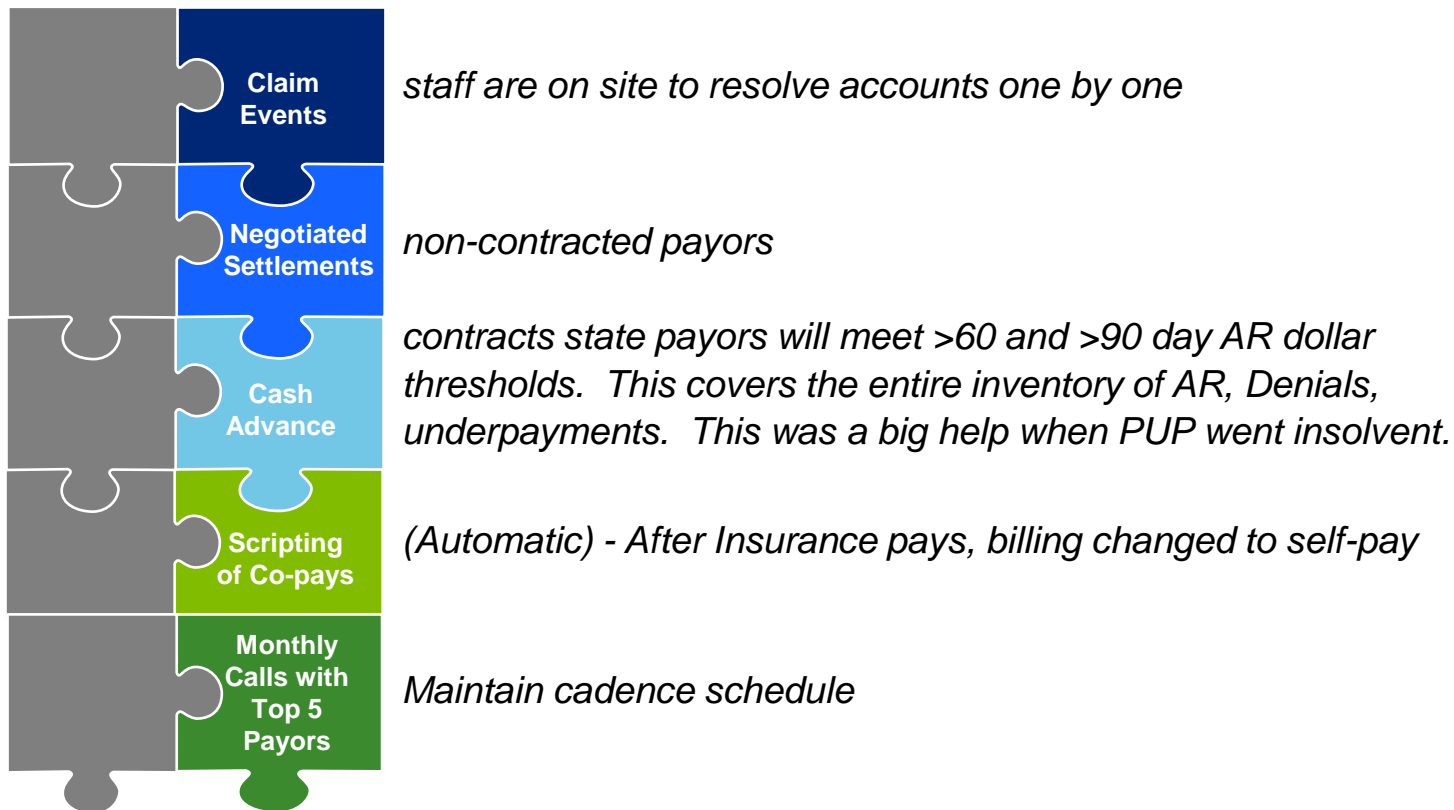 Claim
Events
staff are on site to resolve accounts one by one
Negotiated
Settlements
non-contracted payors
Cash
Advance
contracts state payors will meet >60 and >90 day AR dollar
thresholds.  This covers the entire inventory of AR, Denials,
underpayments.  This was a big help when PUP went insolvent.
Scripting
of Co-pays
(Automatic) - After Insurance pays, billing changed to self-pay
Monthly
Calls with
Top 5
Payors
Maintain cadence schedule